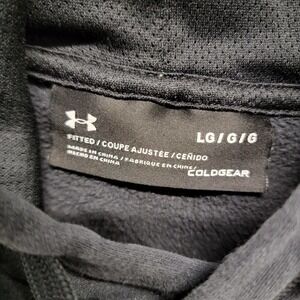 LG/G/G
FITTED/COUPE AJUSTÉE/CEÑIDO
MADE IN CHINA/FABRIQUÉ EN CHINE/
HECHO EN CHINA
COLDGEAR